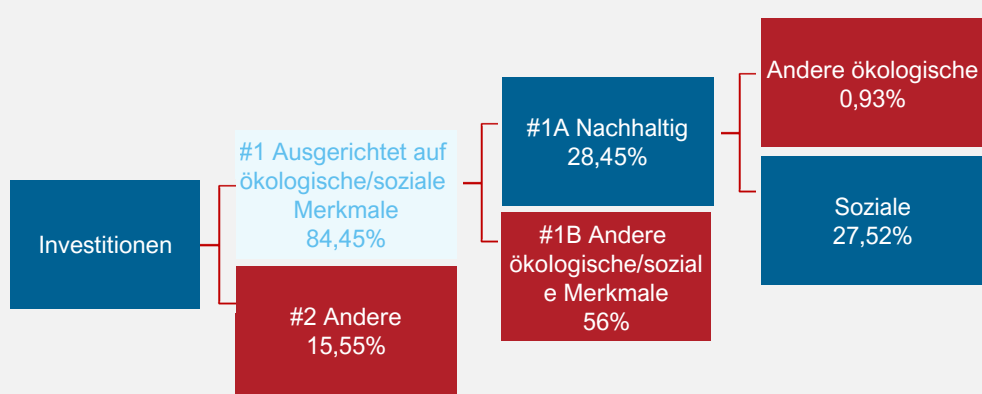 Investitionen
#1 Ausgerichtet auf
ökologische/soziale
Merkmale
84,45%
#2 Andere
15,55%
#1A Nachhaltig
28,45%
#1B Andere
ökologische/sozial
e Merkmale
56%
Andere ökologische
0,93%
Soziale
27,52%